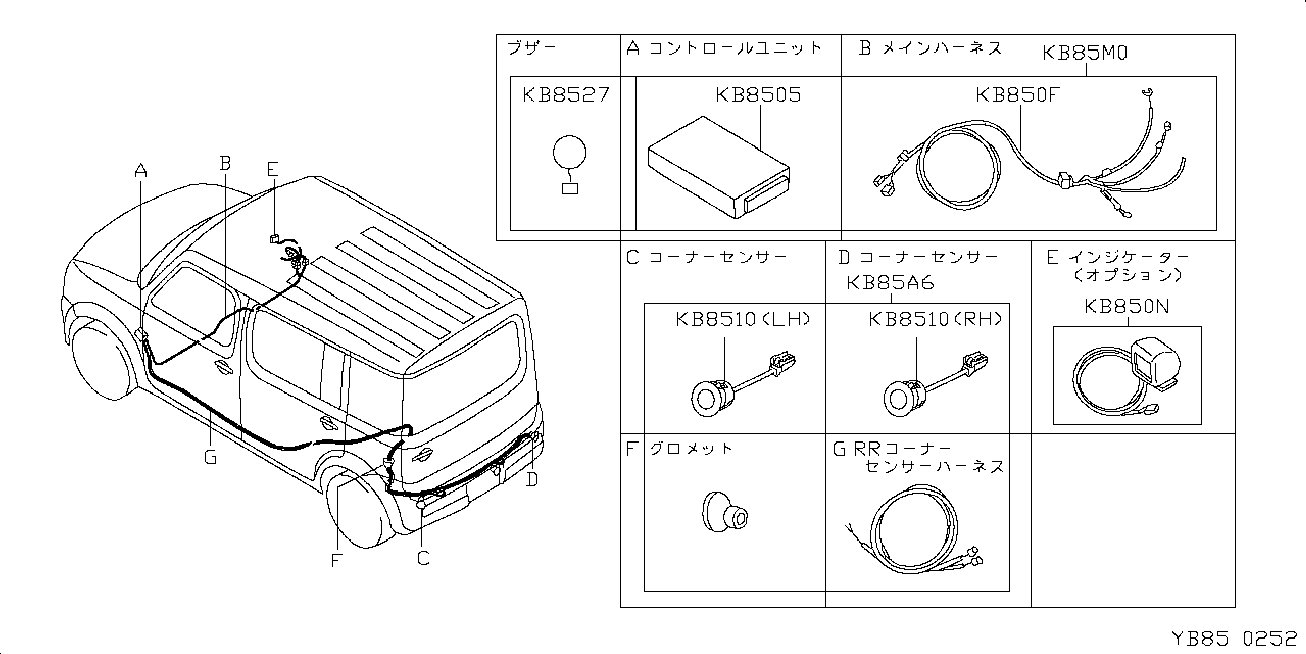 ブザー
A コントロールユニット
B メインハーネス
KB85M0
KB8527
KB8505
KB850F
A
B
E
C コーナーセンサー
D コーナーセンサー
E インジケーター
(オプション)
KB85A6
KB850N
KB8510(LH)
KB8510(RH)
F グロメット
G RRコーナー
センサーハーネス
G
D
F
C
YB85 0252